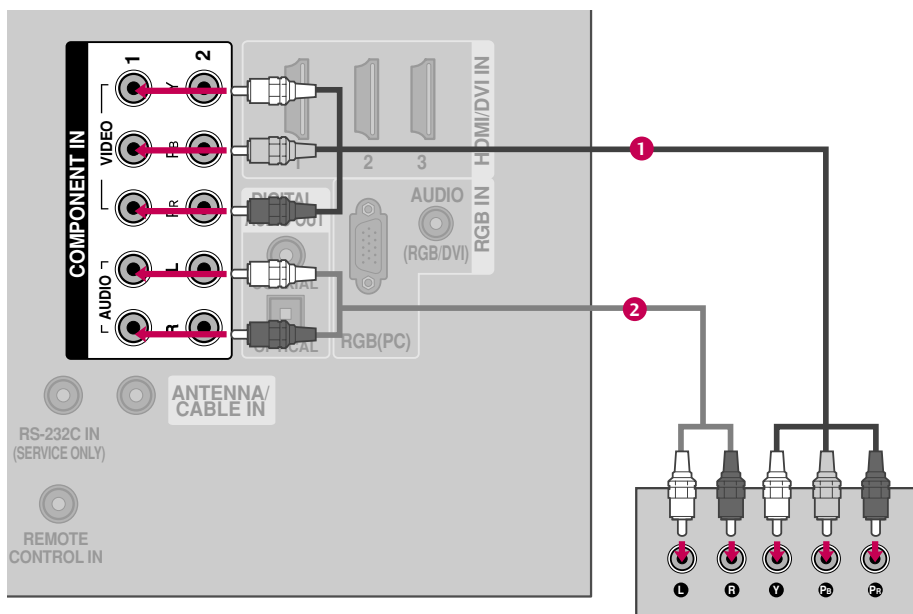 COMPONENT IN
VIDEO
AUDIO
1
2
Y
PB
PR
L
R
1
2
3
HDMI/DVI IN
DIGITAL
AUDIO OUT
COAXIAL
OPTICAL
AUDIO
(RGB/DVI)
RGB IN
RGB(PC)
ANTENNA/
CABLE IN
RS-232C IN
(SERVICE ONLY)
REMOTE
CONTROL IN
1
2
L
R
Y
PB
PR